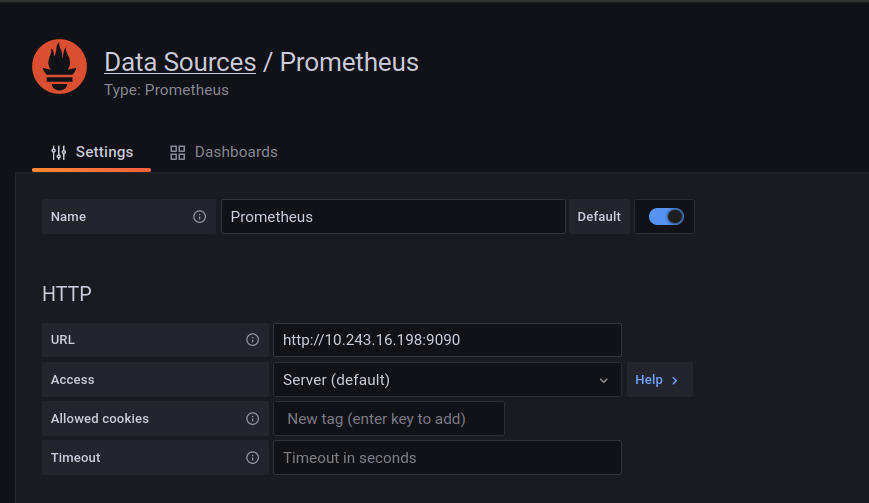 Data Sources / Prometheus
Type: Prometheus
Settings Dashboards
Name Prometheus Default
HTTP
URL http://10.243.16.198:9090
Access Server (default) Help >
Allowed cookies New tag (enter key to add)
Timeout Timeout in seconds